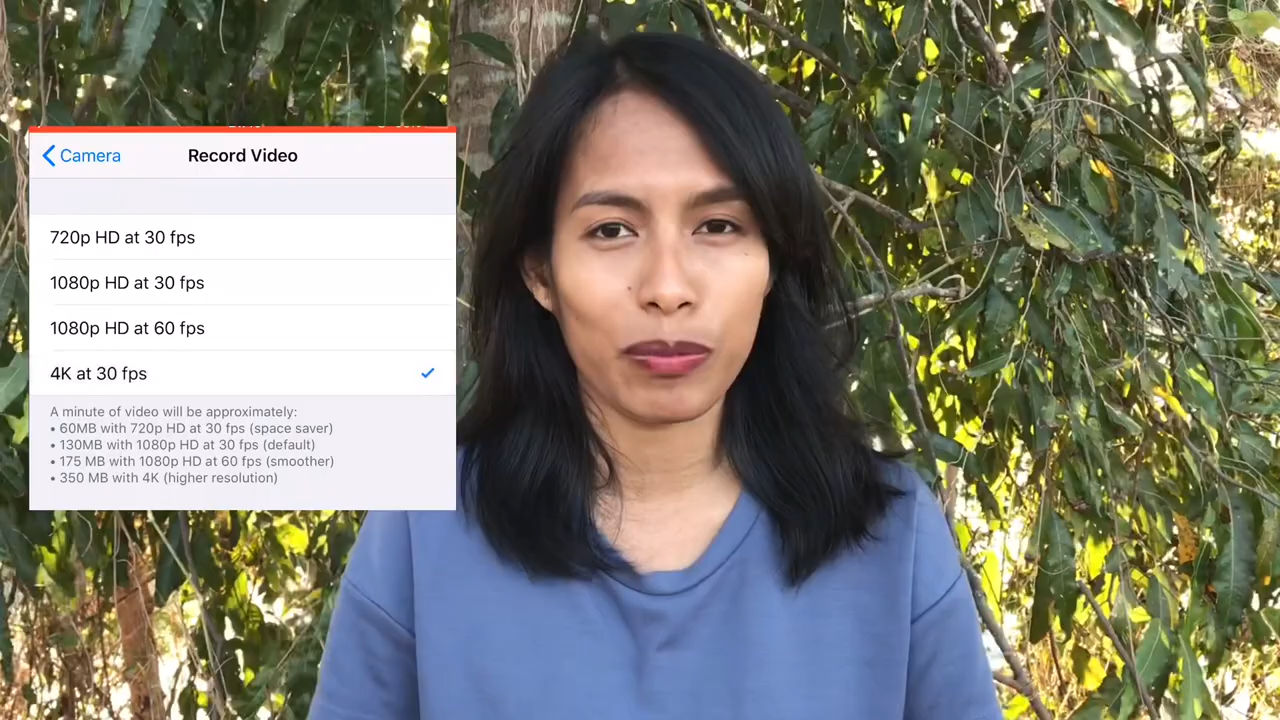 Camera
Record Video
720p HD at 30 fps
1080p HD at 30 fps
1080p HD at 60 fps
4K at 30 fps
A minute of video will be approximately:
• 60MB with 720p HD at 30 fps (space saver)
• 130MB with 1080p HD at 30 fps (default)
• 175 MB with 1080p HD at 60 fps (smoother)
• 350 MB with 4K (higher resolution)